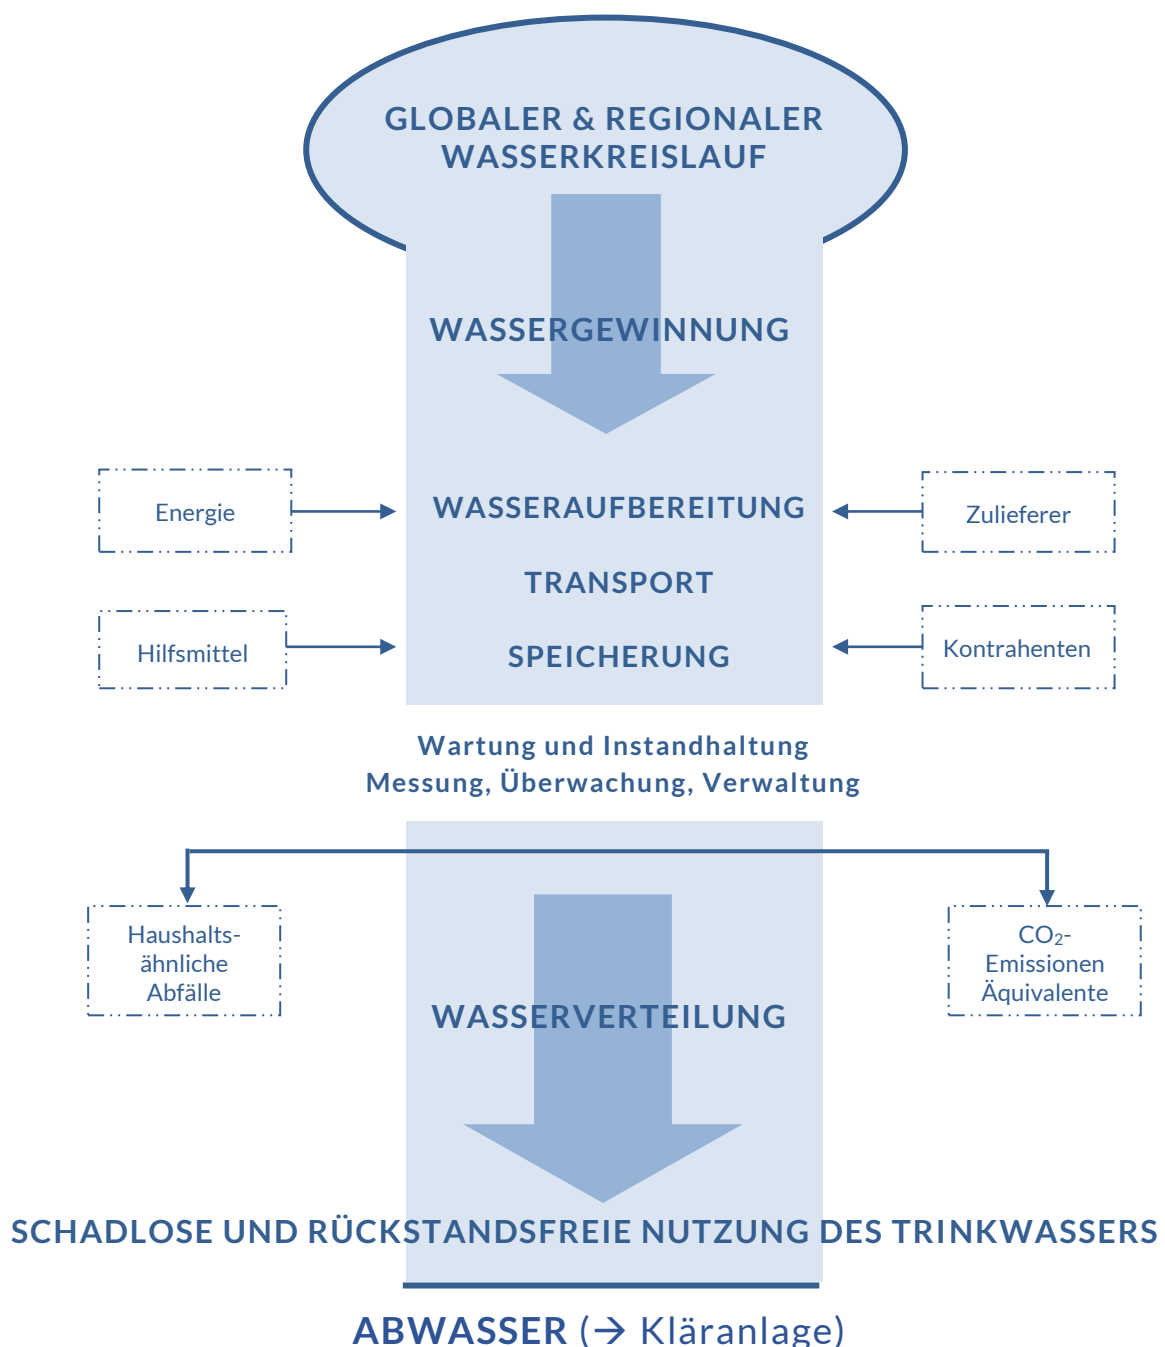 GLOBALER & REGIONALER
WASSERKREISLAUF
WASSERGEWINNUNG
Energie
WASSERAUFBEREITUNG
Zulieferer
TRANSPORT
Hilfsmittel
SPEICHERUNG
Kontrahenten
Wartung und Instandhaltung
Messung, Überwachung, Verwaltung
Haushalts-
ähnliche
Abfälle
CO₂-
Emissionen
Äquivalente
WASSERVERTEILUNG
SCHADLOSE UND RÜCKSTANDSFREIE NUTZUNG DES TRINKWASSERS
ABWASSER (→ Kläranlage)